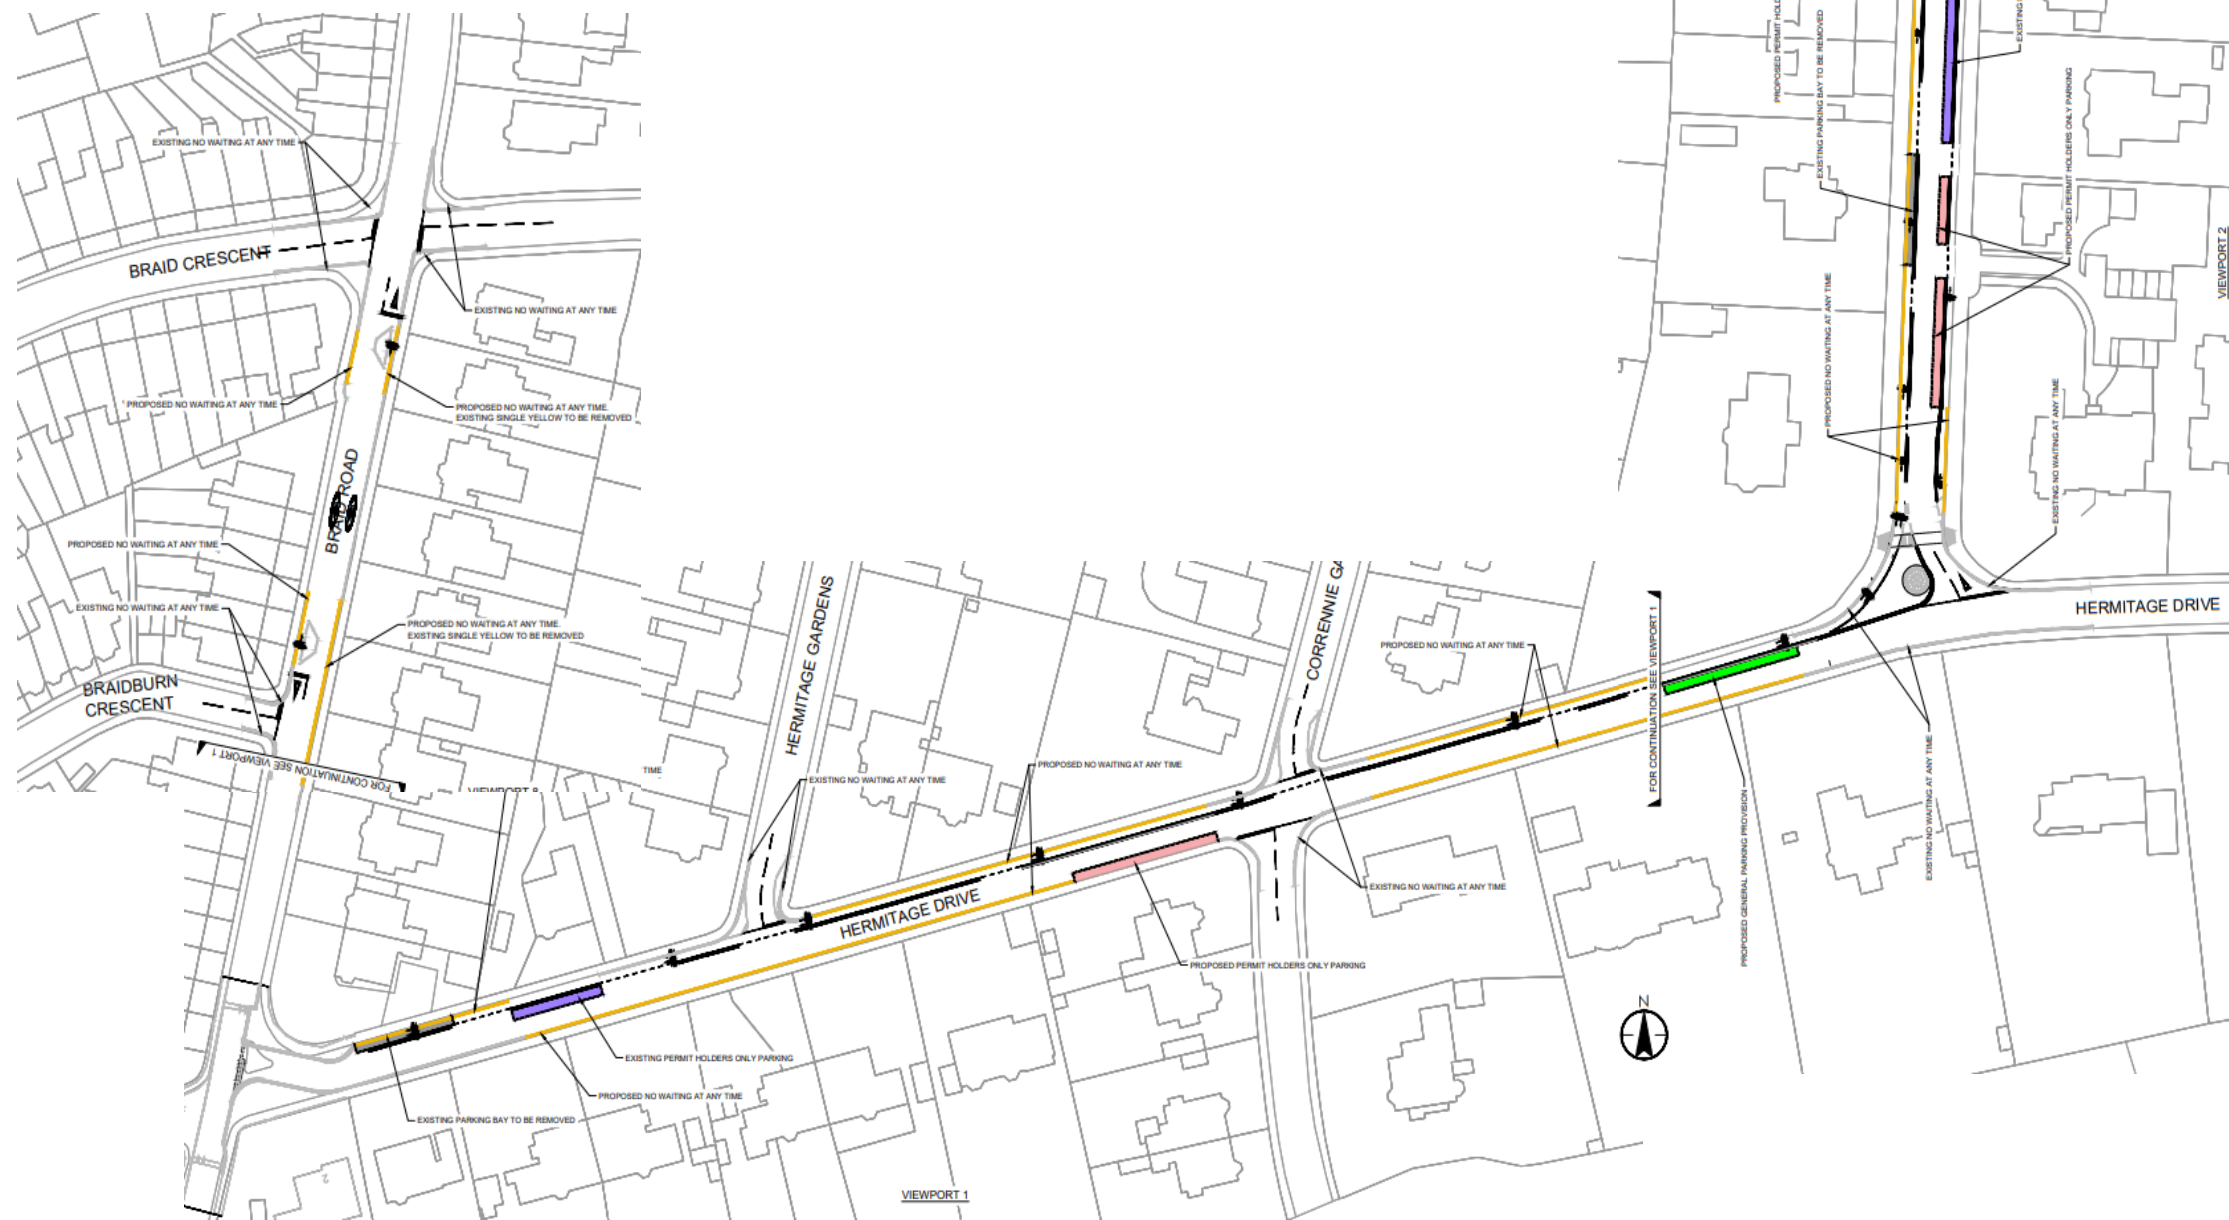 EXISTING NO WAITING AT ANY TIME
BRAID CRESCENT
EXISTING NO WAITING AT ANY TIME
PROPOSED NO WAITING AT ANY TIME
PROPOSED NO WAITING AT ANY TIME.
EXISTING SINGLE YELLOW TO BE REMOVED
BRAID ROAD
PROPOSED NO WAITING AT ANY TIME
EXISTING NO WAITING AT ANY TIME
PROPOSED NO WAITING AT ANY TIME.
EXISTING SINGLE YELLOW TO BE REMOVED
BRAIDBURN
CRESCENT
FOR CONTINUATION SEE VIEWPORT 1
TIME
HERMITAGE GARDENS
EXISTING NO WAITING AT ANY TIME
PROPOSED NO WAITING AT ANY TIME
HERMITAGE DRIVE
CORRENNIE GA
PROPOSED NO WAITING AT ANY TIME
EXISTING NO WAITING AT ANY TIME
PROPOSED PERMIT HOLDERS ONLY PARKING
EXISTING PERMIT HOLDERS ONLY PARKING
PROPOSED NO WAITING AT ANY TIME
EXISTING PARKING BAY TO BE REMOVED
2
VIEWPORT 1
FOR CONTINUATION SEE VIEWPORT 1
PROPOSED PERMIT HOL
EXISTING PARKING BAY TO BE REMOVED
EXISTING
PROPOSED PERMIT HOLDERS ONLY PARKING
VIEWPORT 2
PROPOSED NO WAITING AT ANY TIME
EXISTING NO WAITING AT ANY TIME
HERMITAGE DRIVE
PROPOSED GENERAL PARKING PROVISION
EXISTING NO WAITING AT ANY TIME
N